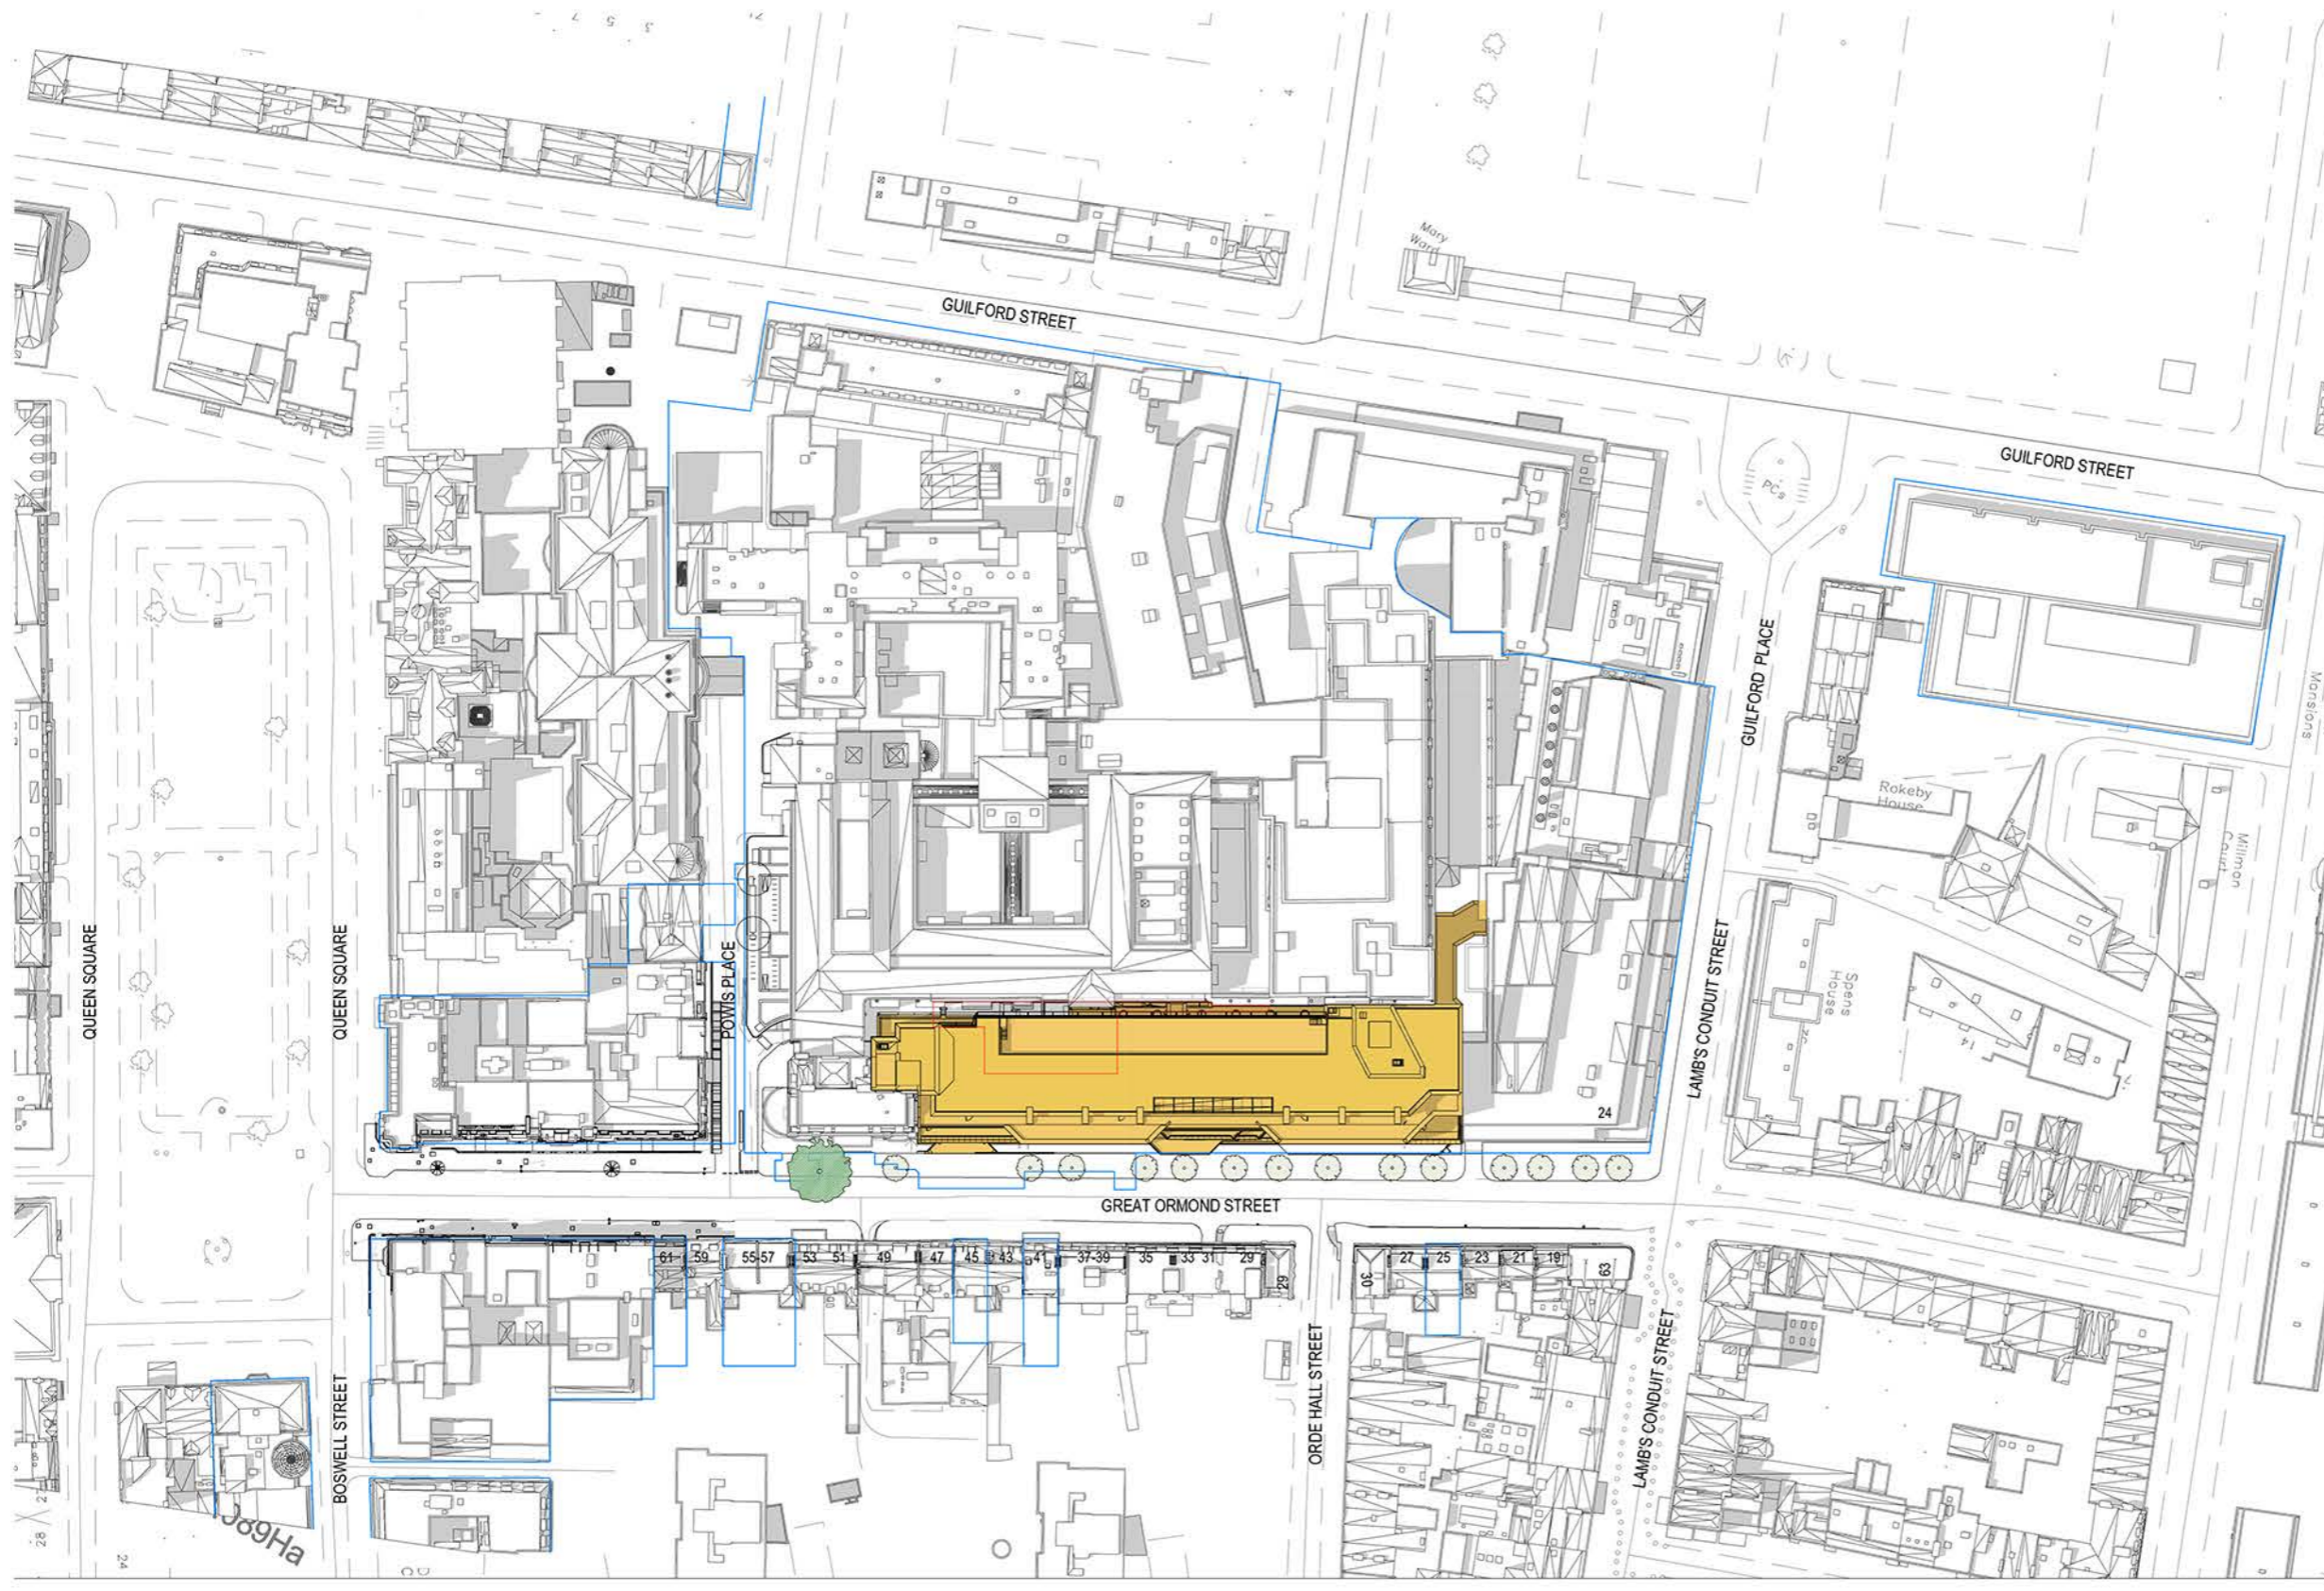 Mary
Ward
GUILFORD STREET
GUILFORD STREET
PCs
GUILFORD PLACE
Mansions
Rokeby
House
Millman
Court
QUEEN SQUARE
QUEEN SQUARE
POWIS PLACE
LAMB'S CONDUIT STREET
Spens
House
14
7
24
GREAT ORMOND STREET
61
59
55-57
53
51
49
47
45
43
41
37-39
35
33
31
29
29
30
27
25
23
21
19
63
BOSWELL STREET
ORDE HALL STREET
LAMB'S CONDUIT STREET
24
28